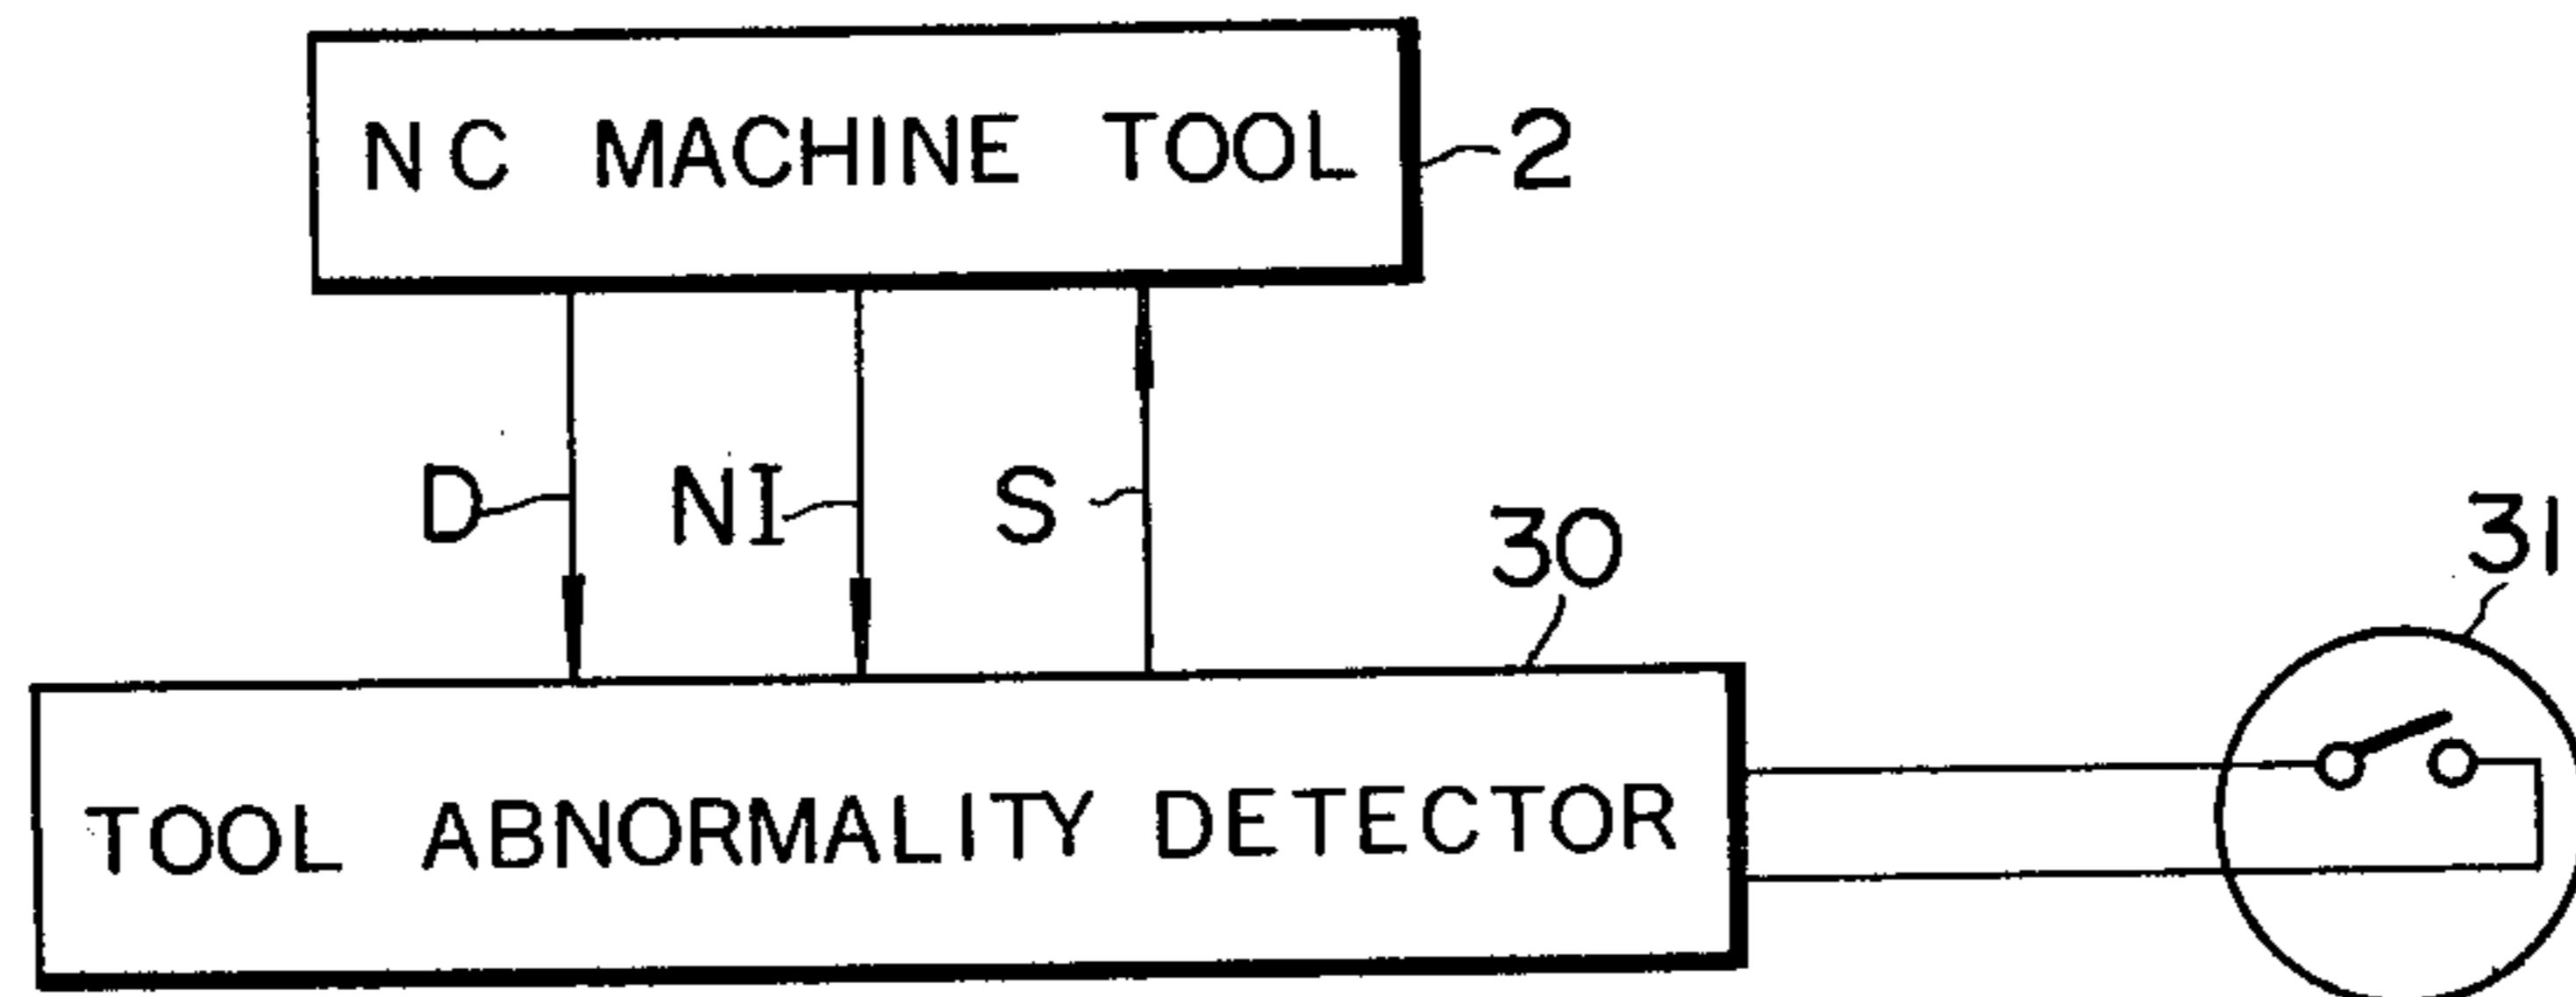 NC MACHINE TOOL
2
D
NI
S
30
31
TOOL ABNORMALITY DETECTOR